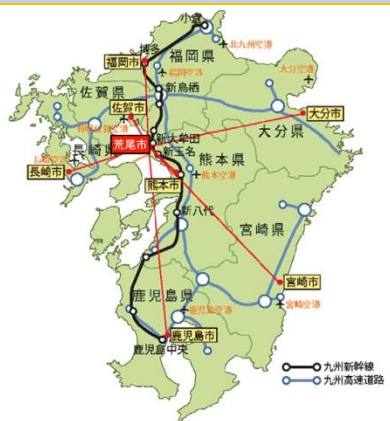 小倉
博多
北九州空港
福岡県
福岡市
福岡空港
大分空港
佐賀県
新鳥栖
佐賀市
大分市
大分県
新大牟田
荒尾市
新玉名
長崎県
熊本県
長崎市
熊本市
熊本空港
新八代
宮崎県
鹿児島県
宮崎市
宮崎空港
鹿児島空港
鹿児島市
鹿児島中央
九州新幹線
九州高速道路